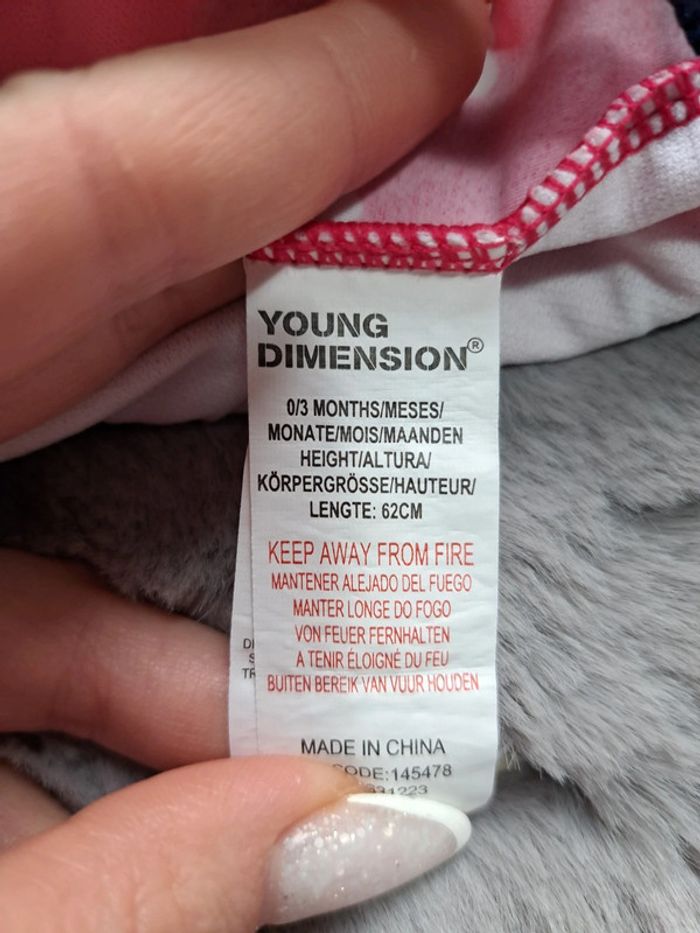 YOUNG
DIMENSION®
0/3 MONTHS/MESES/
MONATE/MOIS/MAANDEN
HEIGHT/ALTURA/
KÖRPERGRÖSSE/HAUTEUR/
LENGTE: 62CM
KEEP AWAY FROM FIRE
MANTENER ALEJADO DEL FUEGO
MANTER LONGE DO FOGO
VON FEUER FERNHALTEN
A TENIR ÉLOIGNÉ DU FEU
BUITEN BEREIK VAN VUUR HOUDEN
MADE IN CHINA
CODE:145478